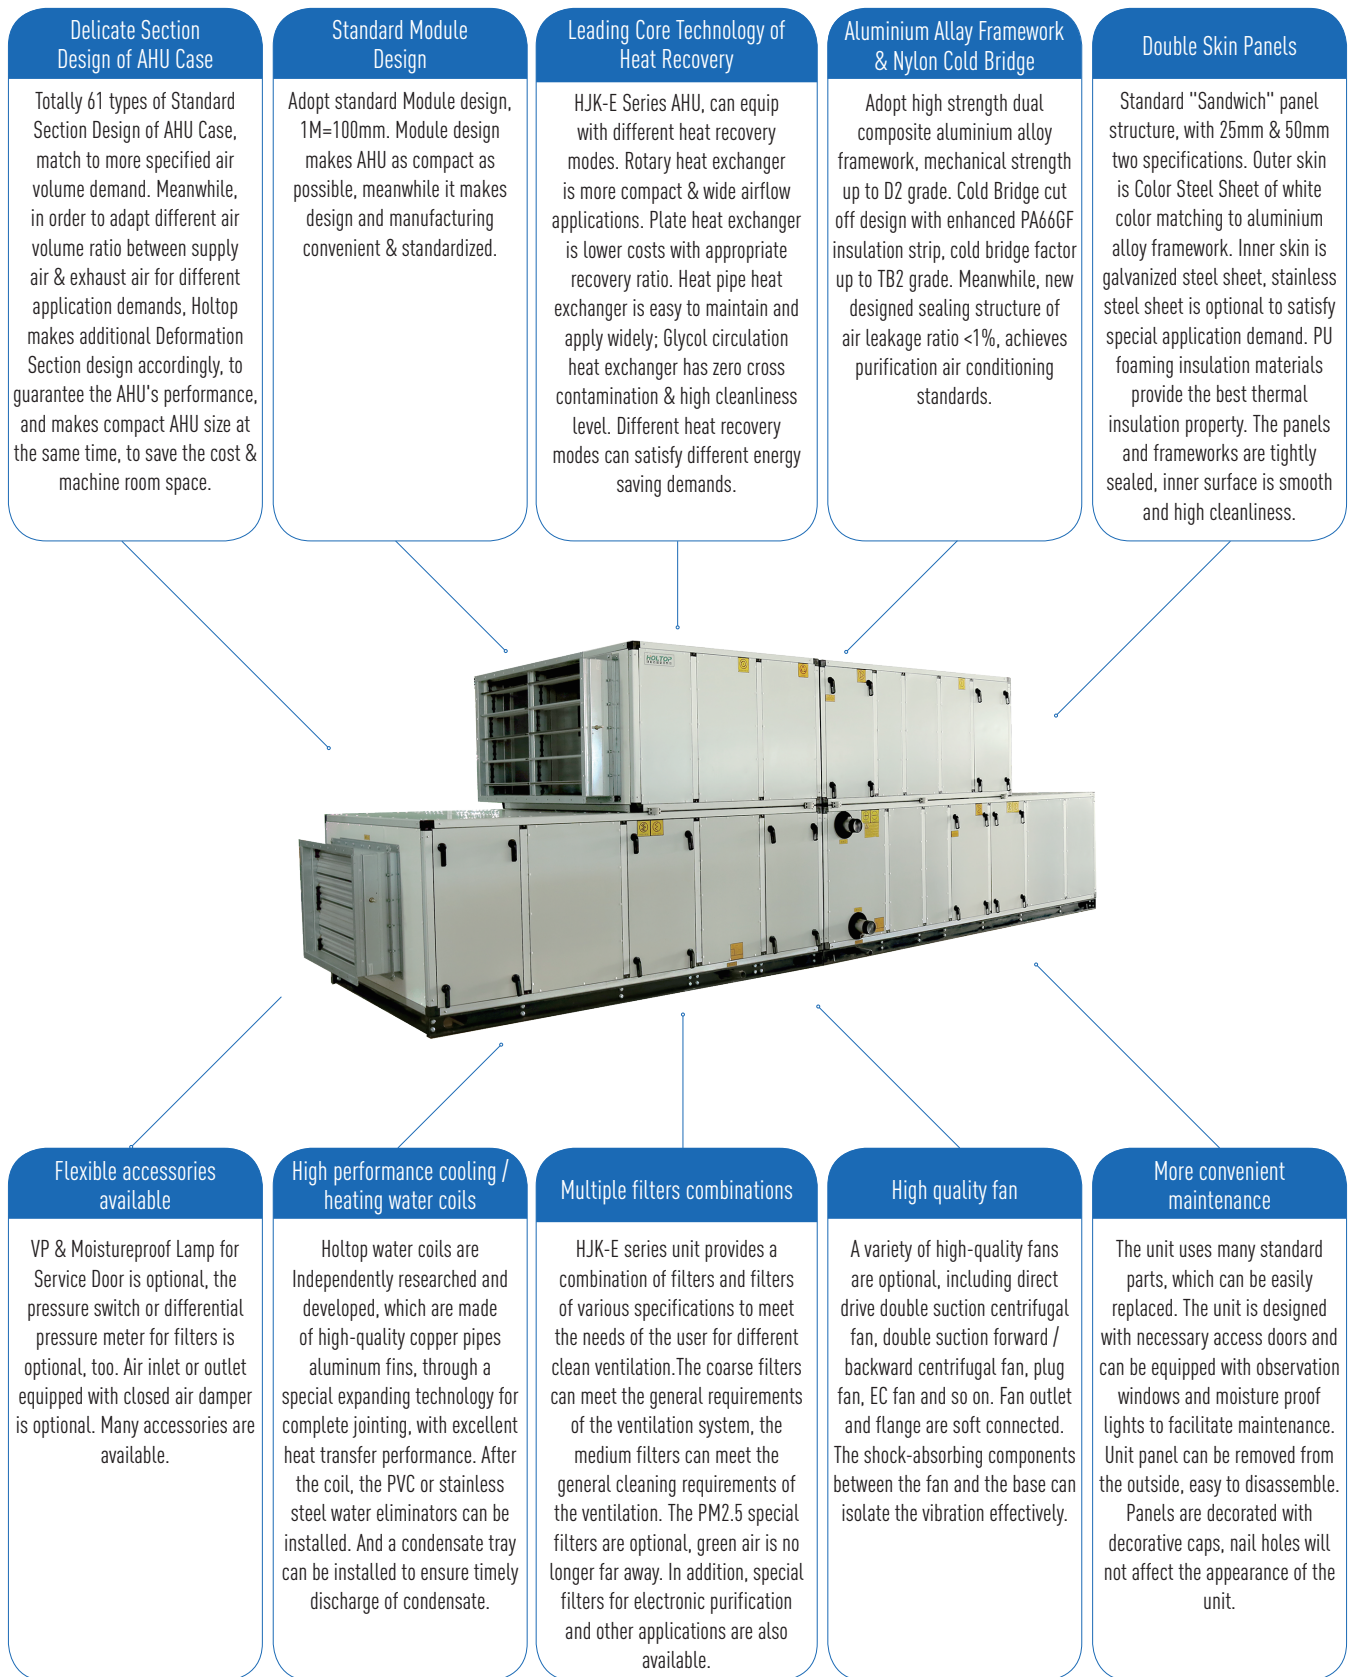 Delicate Section
Design of AHU Case
Totally 61 types of Standard
Section Design of AHU Case,
match to more specified air
volume demand. Meanwhile,
in order to adapt different air
volume ratio between supply
air & exhaust air for different
application demands, Holtop
makes additional Deformation
Section design accordingly, to
guarantee the AHU's performance,
and makes compact AHU size at
the same time, to save the cost &
machine room space.
Standard Module
Design
Adopt standard Module design,
1M=100mm. Module design
makes AHU as compact as
possible, meanwhile it makes
design and manufacturing
convenient & standardized.
Leading Core Technology of
Heat Recovery
HJK-E Series AHU, can equip
with different heat recovery
modes. Rotary heat exchanger
is more compact & wide airflow
applications. Plate heat exchanger
is lower costs with appropriate
recovery ratio. Heat pipe heat
exchanger is easy to maintain and
apply widely; Glycol circulation
heat exchanger has zero cross
contamination & high cleanliness
level. Different heat recovery
modes can satisfy different energy
saving demands.
Aluminium Allay Framework
& Nylon Cold Bridge
Adopt high strength dual
composite aluminium alloy
framework, mechanical strength
up to D2 grade. Cold Bridge cut
off design with enhanced PA66GF
insulation strip, cold bridge factor
up to TB2 grade. Meanwhile, new
designed sealing structure of
air leakage ratio <1%, achieves
purification air conditioning
standards.
Double Skin Panels
Standard "Sandwich" panel
structure, with 25mm & 50mm
two specifications. Outer skin
is Color Steel Sheet of white
color matching to aluminium
alloy framework. Inner skin is
galvanized steel sheet, stainless
steel sheet is optional to satisfy
special application demand. PU
foaming insulation materials
provide the best thermal
insulation property. The panels
and frameworks are tightly
sealed, inner surface is smooth
and high cleanliness.
HOLTOP
Flexible accessories
available
VP & Moistureproof Lamp for
Service Door is optional, the
pressure switch or differential
pressure meter for filters is
optional, too. Air inlet or outlet
equipped with closed air damper
is optional. Many accessories are
available.
High performance cooling /
heating water coils
Holtop water coils are
Independently researched and
developed, which are made
of high-quality copper pipes
aluminum fins, through a
special expanding technology for
complete jointing, with excellent
heat transfer performance. After
the coil, the PVC or stainless
steel water eliminators can be
installed. And a condensate tray
can be installed to ensure timely
discharge of condensate.
Multiple filters combinations
HJK-E series unit provides a
combination of filters and filters
of various specifications to meet
the needs of the user for different
clean ventilation.The coarse filters
can meet the general requirements
of the ventilation system, the
medium filters can meet the
general cleaning requirements of
the ventilation. The PM2.5 special
filters are optional, green air is no
longer far away. In addition, special
filters for electronic purification
and other applications are also
available.
High quality fan
A variety of high-quality fans
are optional, including direct
drive double suction centrifugal
fan, double suction forward /
backward centrifugal fan, plug
fan, EC fan and so on. Fan outlet
and flange are soft connected.
The shock-absorbing components
between the fan and the base can
isolate the vibration effectively.
More convenient
maintenance
The unit uses many standard
parts, which can be easily
replaced. The unit is designed
with necessary access doors and
can be equipped with observation
windows and moisture proof
lights to facilitate maintenance.
Unit panel can be removed from
the outside, easy to disassemble.
Panels are decorated with
decorative caps, nail holes will
not affect the appearance of the
unit.